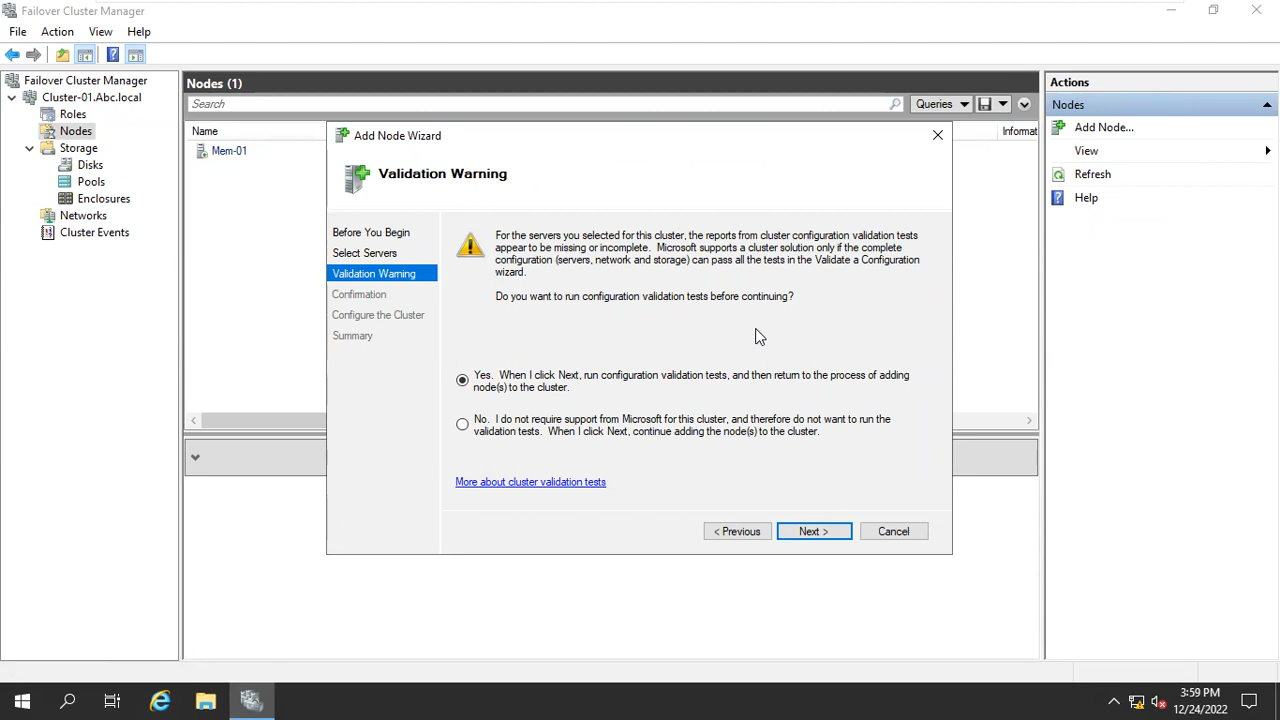 Failover Cluster Manager
File Action View Help
Failover Cluster Manager
Cluster-01.Abc.local
Roles
Nodes
Storage
Disks
Pools
Enclosures
Networks
Cluster Events
Nodes (1)
Search
Queries
Name
Informat
Mem-01
Add Node Wizard
Validation Warning
Before You Begin
Select Servers
Validation Warning
Confirmation
Configure the Cluster
Summary
For the servers you selected for this cluster, the reports from cluster configuration validation tests
appear to be missing or incomplete. Microsoft supports a cluster solution only if the complete
configuration (servers, network and storage) can pass all the tests in the Validate a Configuration
wizard.
Do you want to run configuration validation tests before continuing?
Yes. When I click Next, run configuration validation tests, and then return to the process of adding
node(s) to the cluster.
No. I do not require support from Microsoft for this cluster, and therefore do not want to run the
validation tests. When I click Next, continue adding the node(s) to the cluster.
More about cluster validation tests
< Previous Next > Cancel
Actions
Nodes
Add Node...
View
Refresh
Help
3:59 PM
12/24/2022